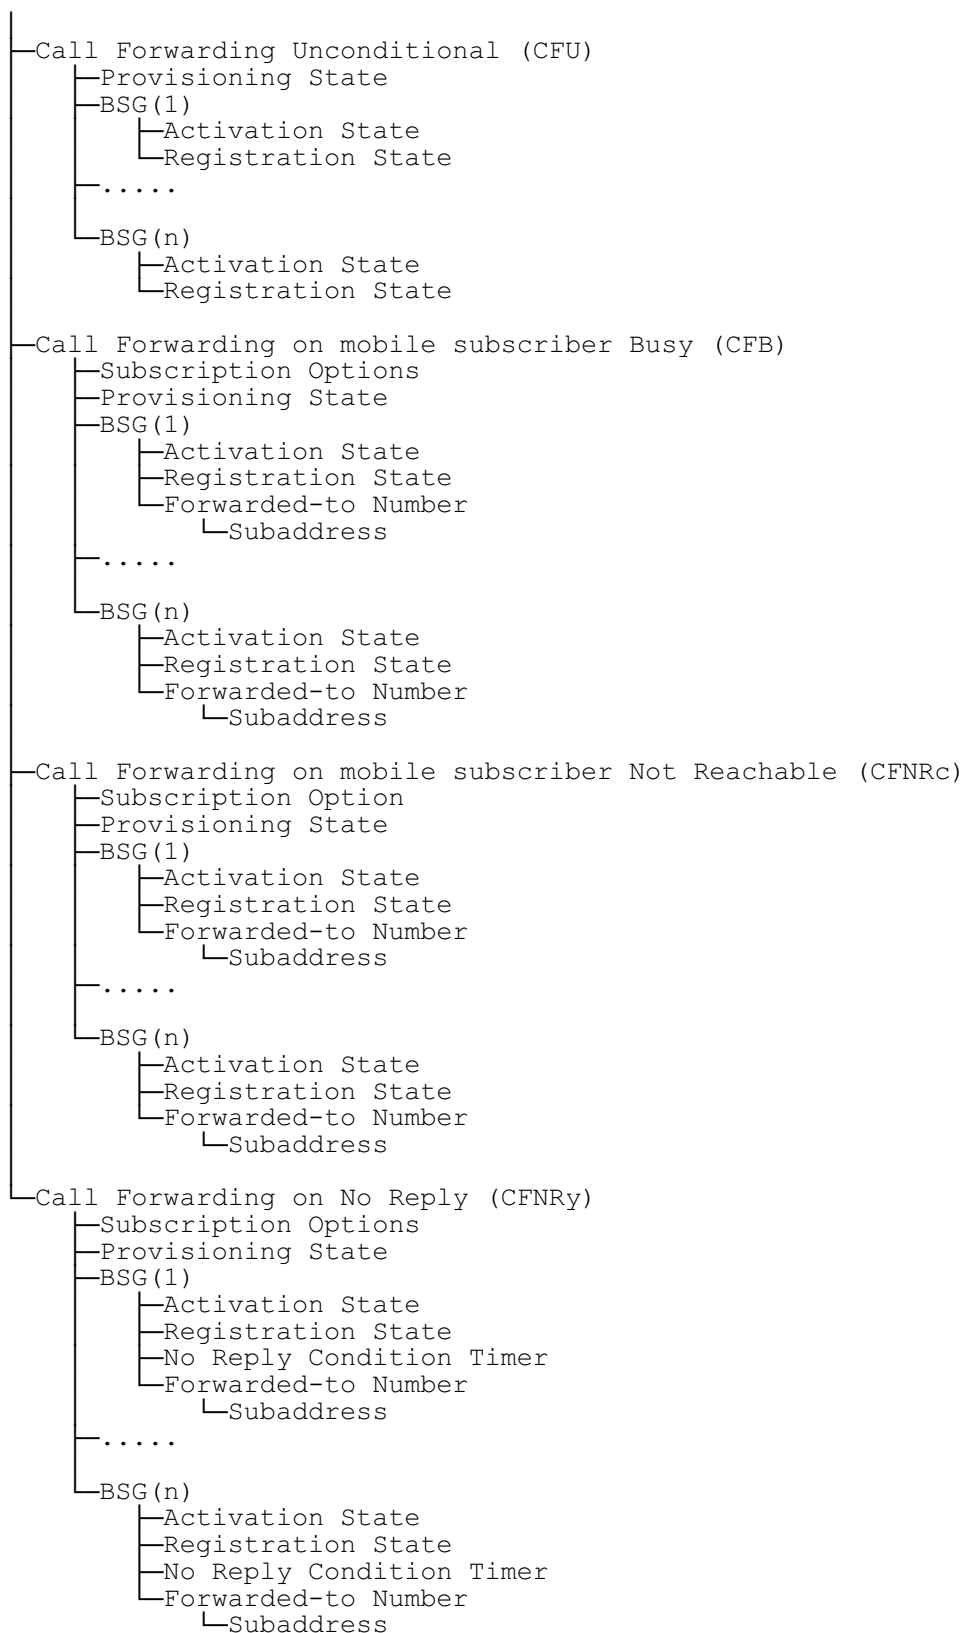 Call Forwarding Unconditional (CFU)
Provisioning State
BSG(1)
Activation State
Registration State
.....
BSG(n)
Activation State
Registration State
Call Forwarding on mobile subscriber Busy (CFB)
Subscription Options
Provisioning State
BSG(1)
Activation State
Registration State
Forwarded-to Number
Subaddress
.....
BSG(n)
Activation State
Registration State
Forwarded-to Number
Subaddress
Call Forwarding on mobile subscriber Not Reachable (CFNRc)
Subscription Option
Provisioning State
BSG(1)
Activation State
Registration State
Forwarded-to Number
Subaddress
.....
BSG(n)
Activation State
Registration State
Forwarded-to Number
Subaddress
Call Forwarding on No Reply (CFNRy)
Subscription Options
Provisioning State
BSG(1)
Activation State
Registration State
No Reply Condition Timer
Forwarded-to Number
Subaddress
.....
BSG(n)
Activation State
Registration State
No Reply Condition Timer
Forwarded-to Number
Subaddress